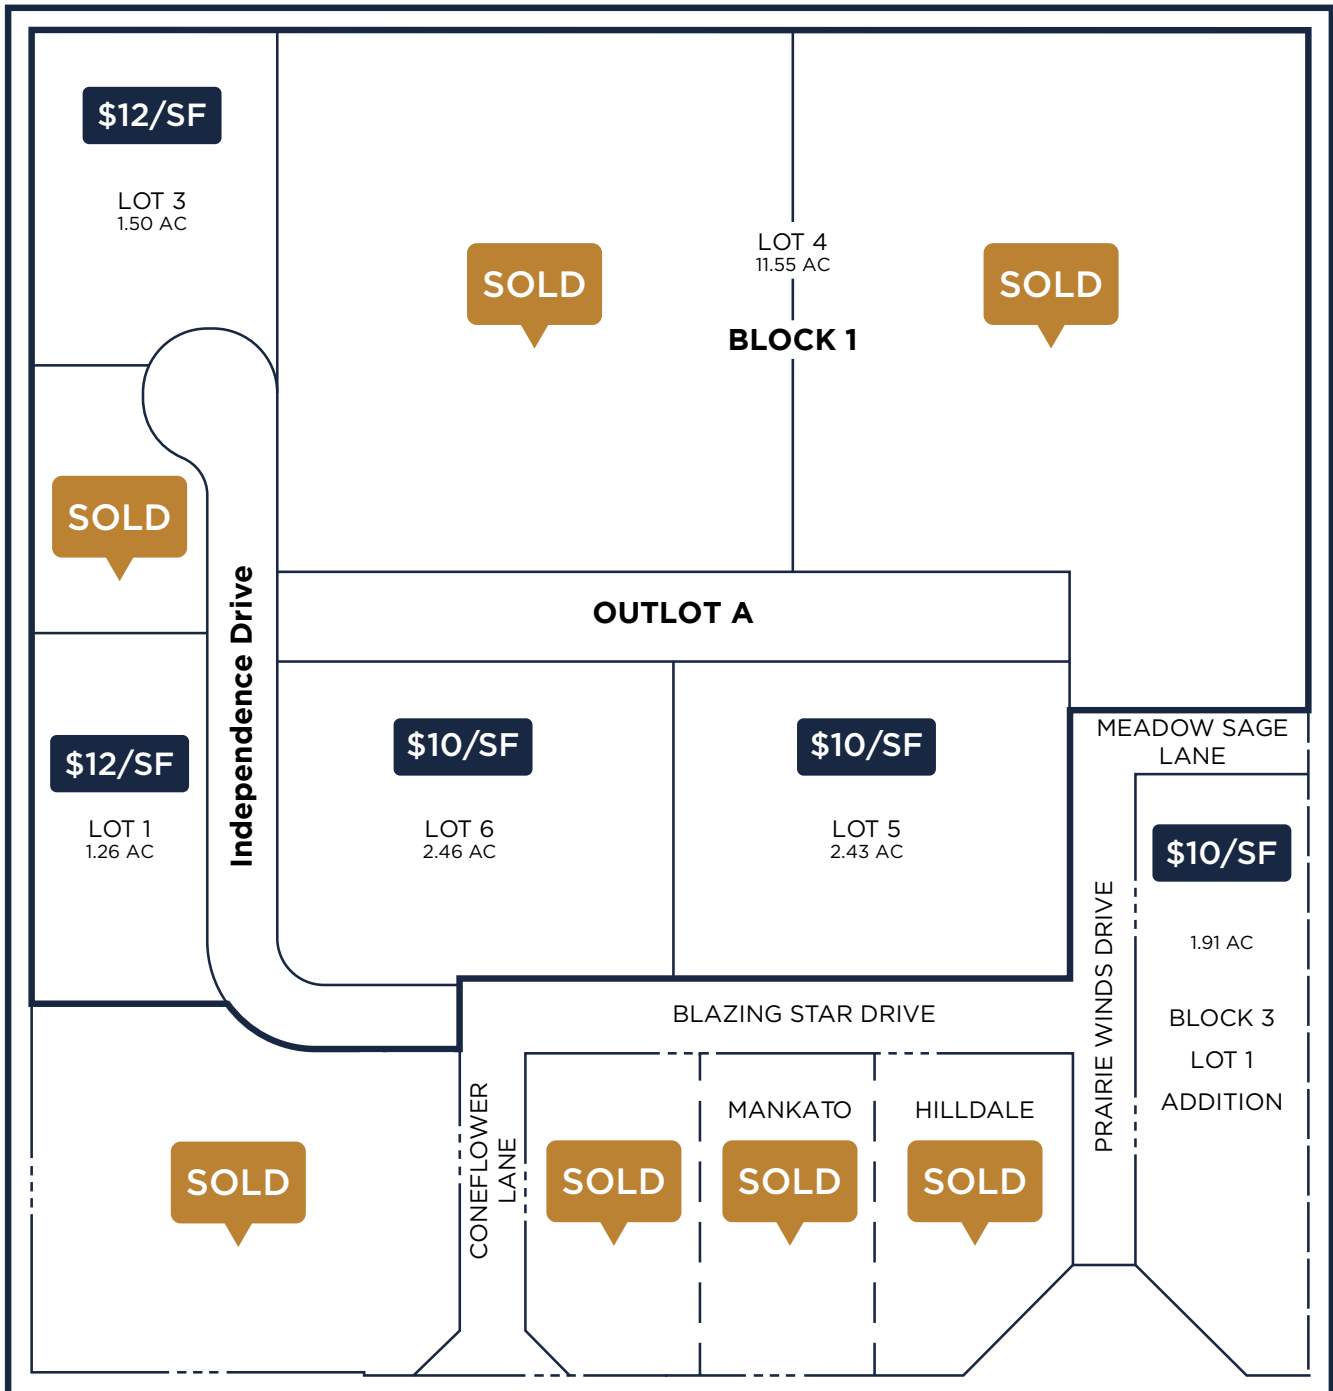 $12/SF
LOT 3
1.50 AC
SOLD
LOT 4
11.55 AC
BLOCK 1
SOLD
SOLD
Independence Drive
OUTLOT A
$12/SF
LOT 1
1.26 AC
$10/SF
LOT 6
2.46 AC
$10/SF
LOT 5
2.43 AC
MEADOW SAGE
LANE
$10/SF
1.91 AC
BLOCK 3
LOT 1
ADDITION
PRAIRIE WINDS DRIVE
BLAZING STAR DRIVE
CONEFLOWER
LANE
SOLD
SOLD
MANKATO
SOLD
HILLDALE
SOLD